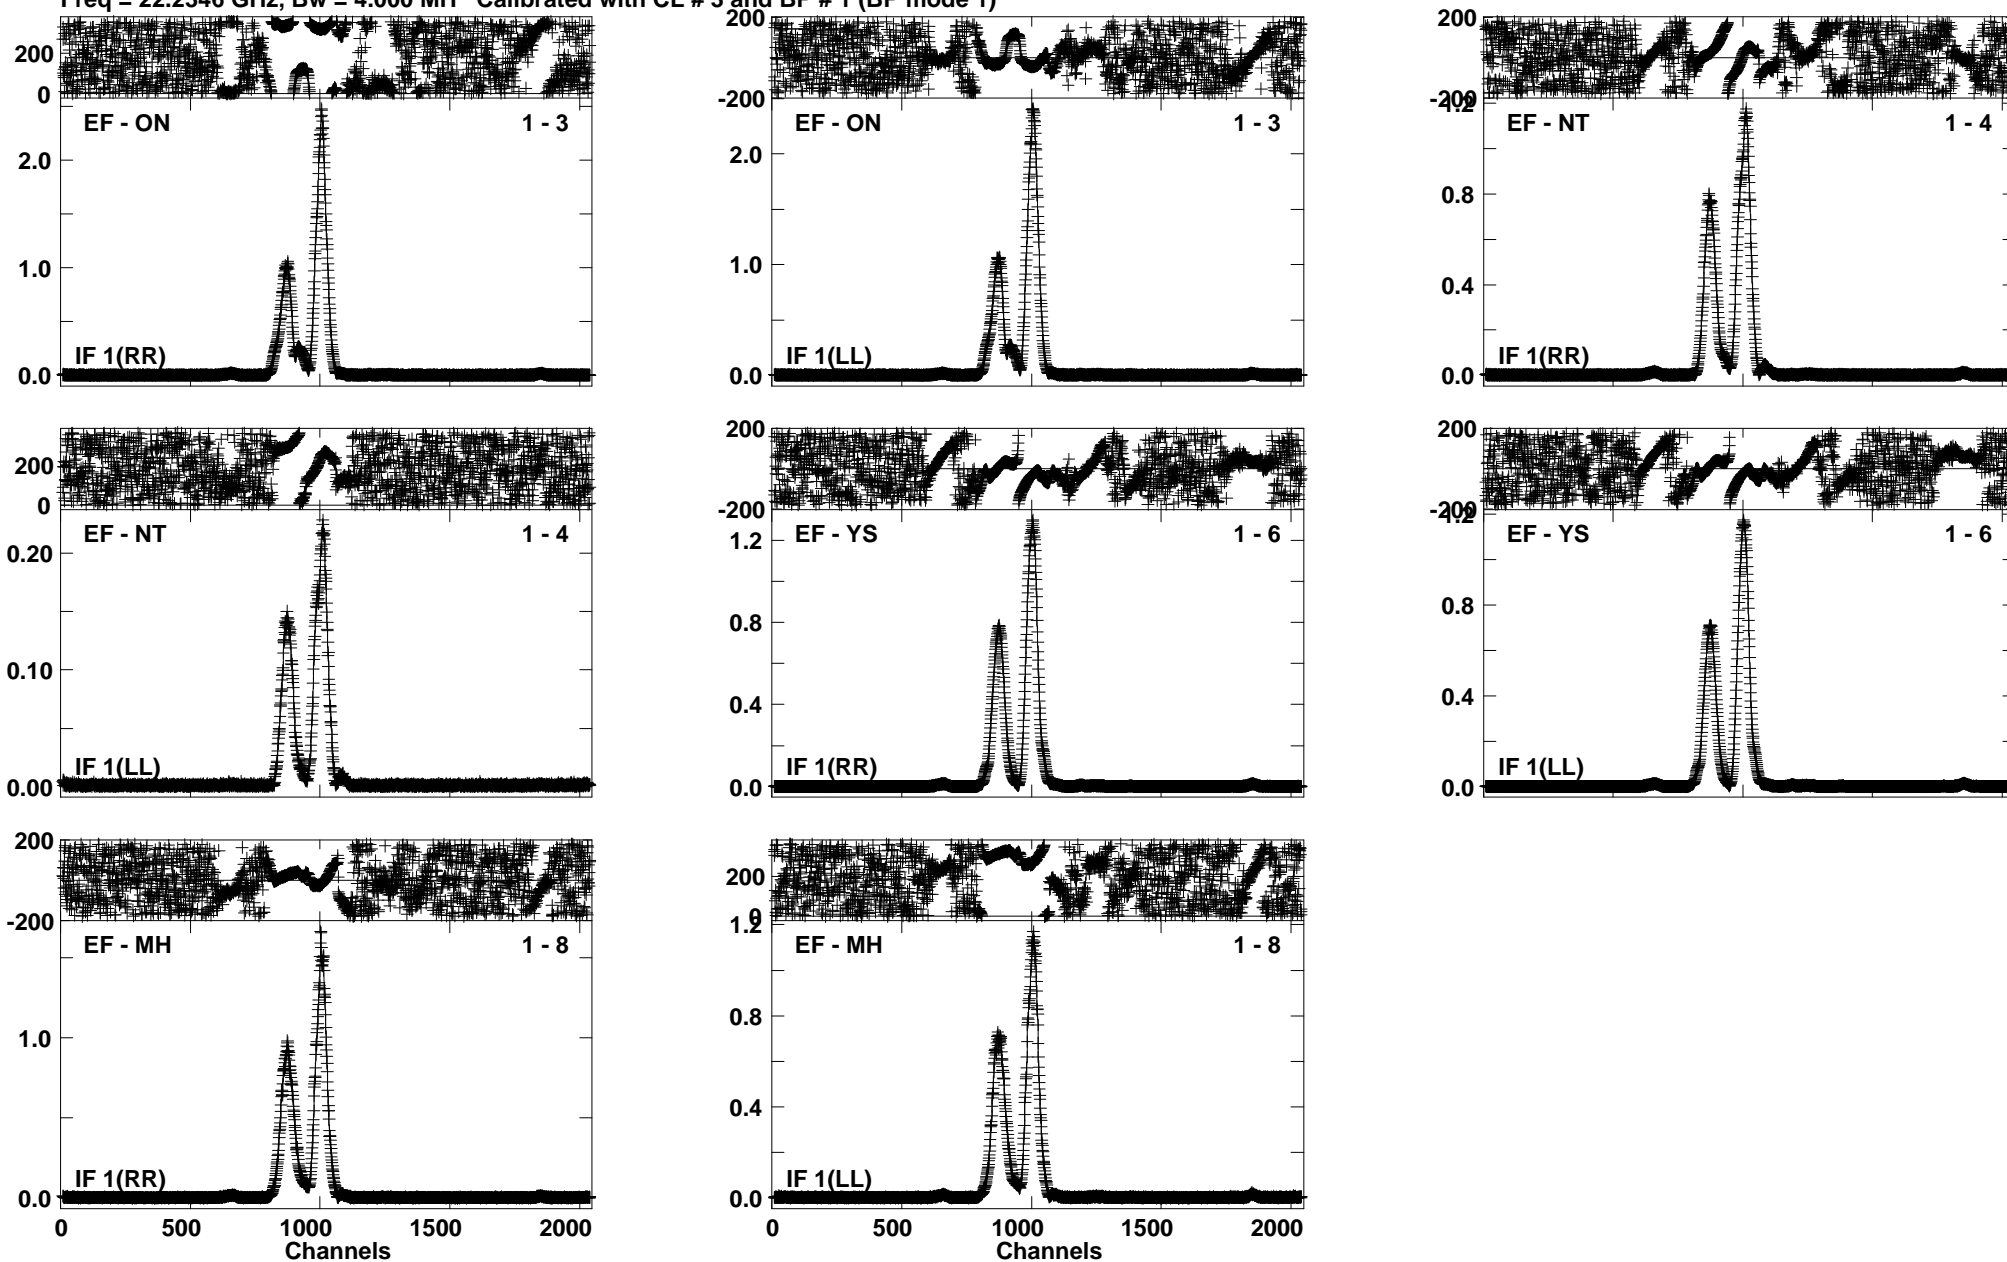 Freq = 22.2346 GHz, Bw = 4.000 MH Calibrated with CL # 3 and BP # 1 (BP mode 1)
200
0
EF - ON 1 - 3
2.0
1.0
IF 1(RR)
0.0
200
-200
EF - ON 1 - 3
2.0
1.0
IF 1(LL)
0.0
200
-200
1.2
EF - NT 1 - 4
0.8
0.4
IF 1(RR)
0.0
200
0
EF - NT 1 - 4
0.20
0.10
IF 1(LL)
0.00
200
-200
EF - YS 1 - 6
1.2
0.8
0.4
IF 1(RR)
0.0
200
-200
1.2
EF - YS 1 - 6
0.8
0.4
IF 1(LL)
0.0
200
-200
EF - MH 1 - 8
1.0
IF 1(RR)
0.0
0 500 1000 1500 2000
Channels
200
0
1.2
EF - MH 1 - 8
0.8
0.4
IF 1(LL)
0.0
0 500 1000 1500 2000
Channels